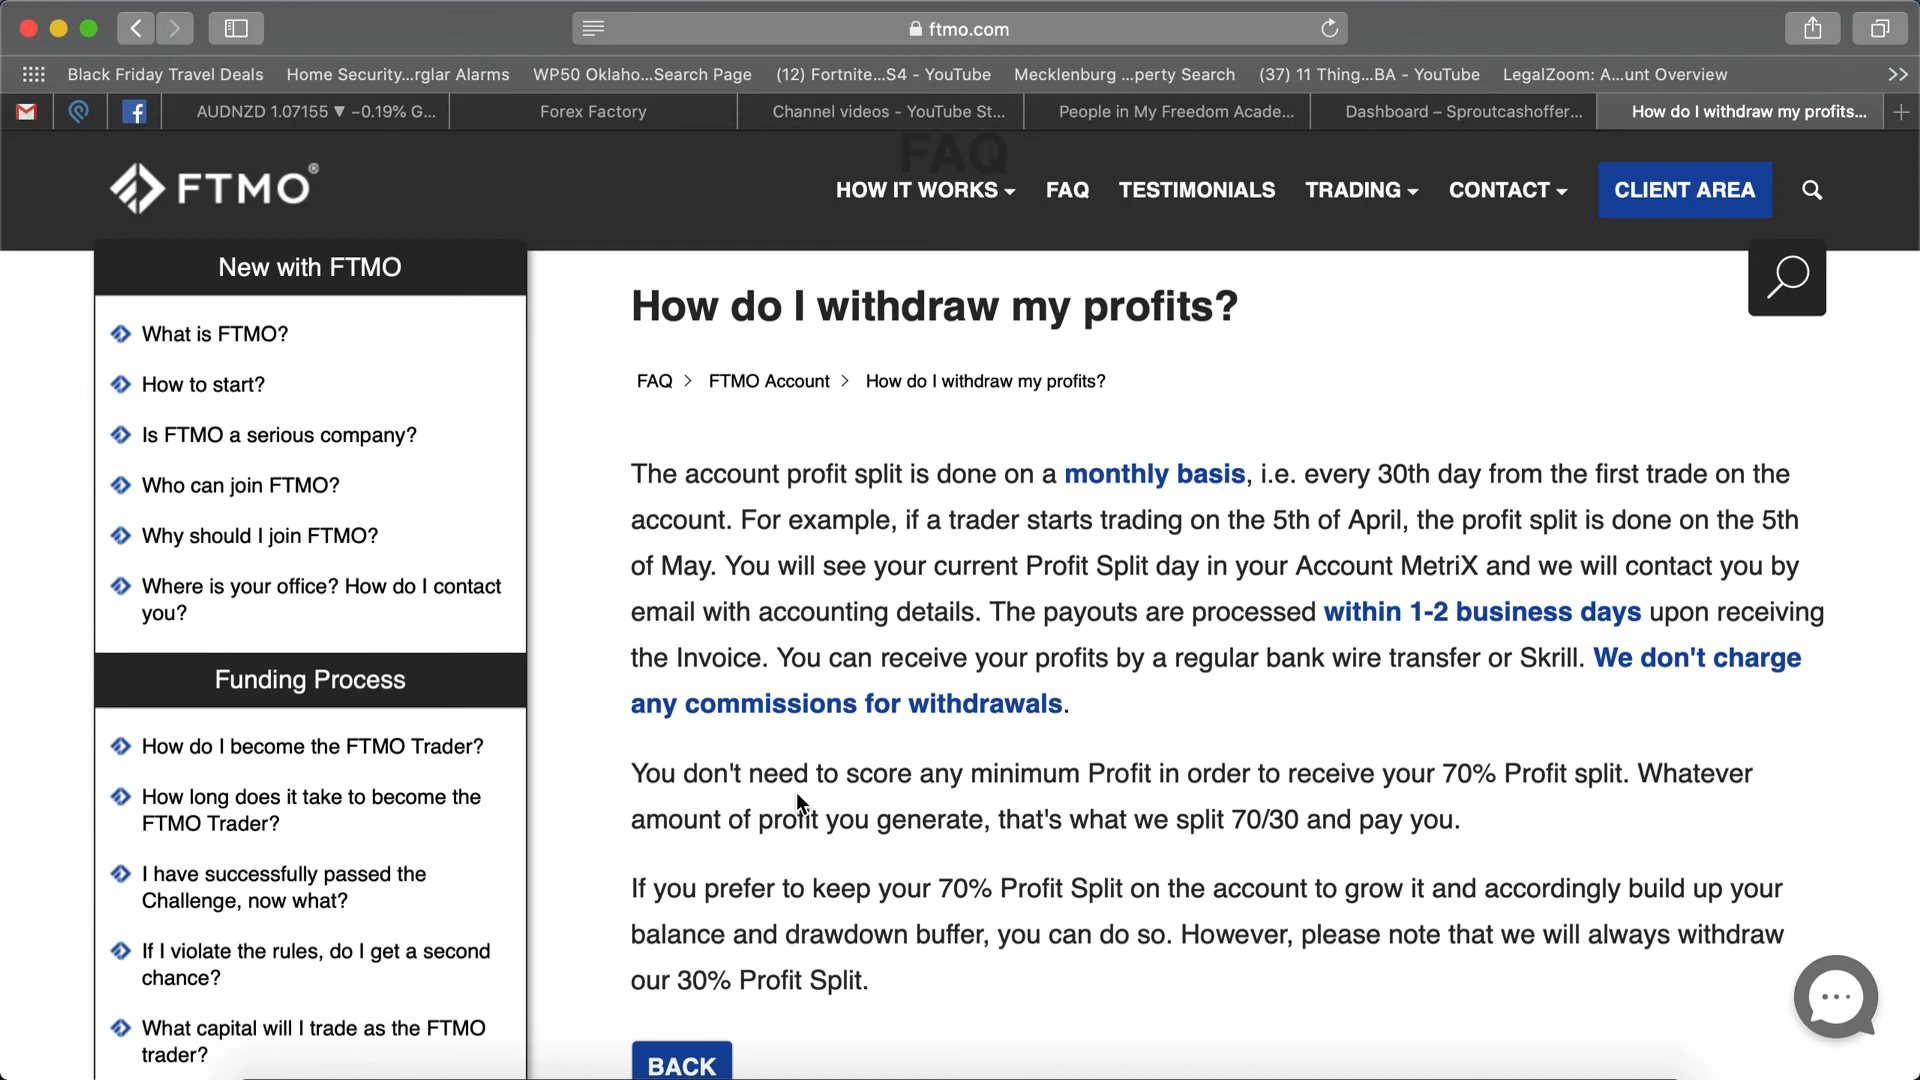 ftmo.com
Black Friday Travel Deals
Home Security...rglar Alarms
WP50 Oklaho...Search Page
(12) Fortnite...S4 - YouTube
Mecklenburg ...perty Search
(37) 11 Thing...BA - YouTube
LegalZoom: A...unt Overview
AUDNZD 1.07155 ▼ −0.19% G...
Forex Factory
Channel videos - YouTube St...
People in My Freedom Acade...
Dashboard – Sproutcashoffer...
How do I withdraw my profits...
FAQ
FTMO®
HOW IT WORKS
FAQ
TESTIMONIALS
TRADING
CONTACT
CLIENT AREA
New with FTMO
What is FTMO?
How to start?
Is FTMO a serious company?
Who can join FTMO?
Why should I join FTMO?
Where is your office? How do I contact
you?
Funding Process
How do I become the FTMO Trader?
How long does it take to become the
FTMO Trader?
I have successfully passed the
Challenge, now what?
If I violate the rules, do I get a second
chance?
What capital will I trade as the FTMO
trader?
How do I withdraw my profits?
FAQ > FTMO Account > How do I withdraw my profits?
The account profit split is done on a monthly basis, i.e. every 30th day from the first trade on the
account. For example, if a trader starts trading on the 5th of April, the profit split is done on the 5th
of May. You will see your current Profit Split day in your Account MetriX and we will contact you by
email with accounting details. The payouts are processed within 1-2 business days upon receiving
the Invoice. You can receive your profits by a regular bank wire transfer or Skrill. We don't charge
any commissions for withdrawals.
You don't need to score any minimum Profit in order to receive your 70% Profit split. Whatever
amount of profit you generate, that's what we split 70/30 and pay you.
If you prefer to keep your 70% Profit Split on the account to grow it and accordingly build up your
balance and drawdown buffer, you can do so. However, please note that we will always withdraw
our 30% Profit Split.
BACK